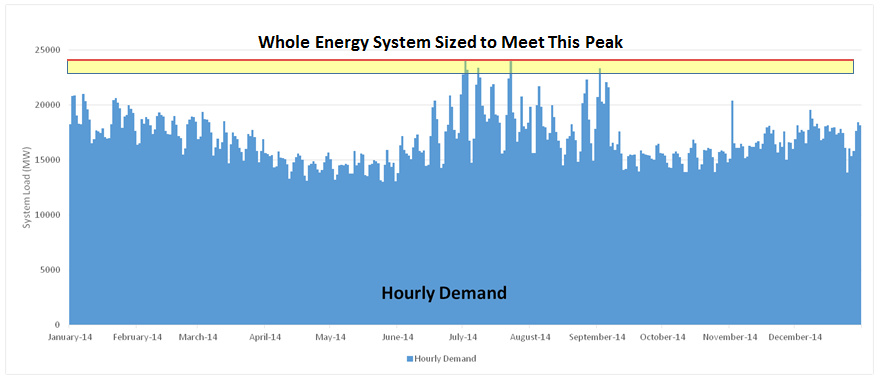 Whole Energy System Sized to Meet This Peak
25000
20000
15000
10000
5000
0
System Load (MW)
Hourly Demand
January-14 February-14 March-14 April-14 May-14 June-14 July-14 August-14 September-14 October-14 November-14 December-14
Hourly Demand